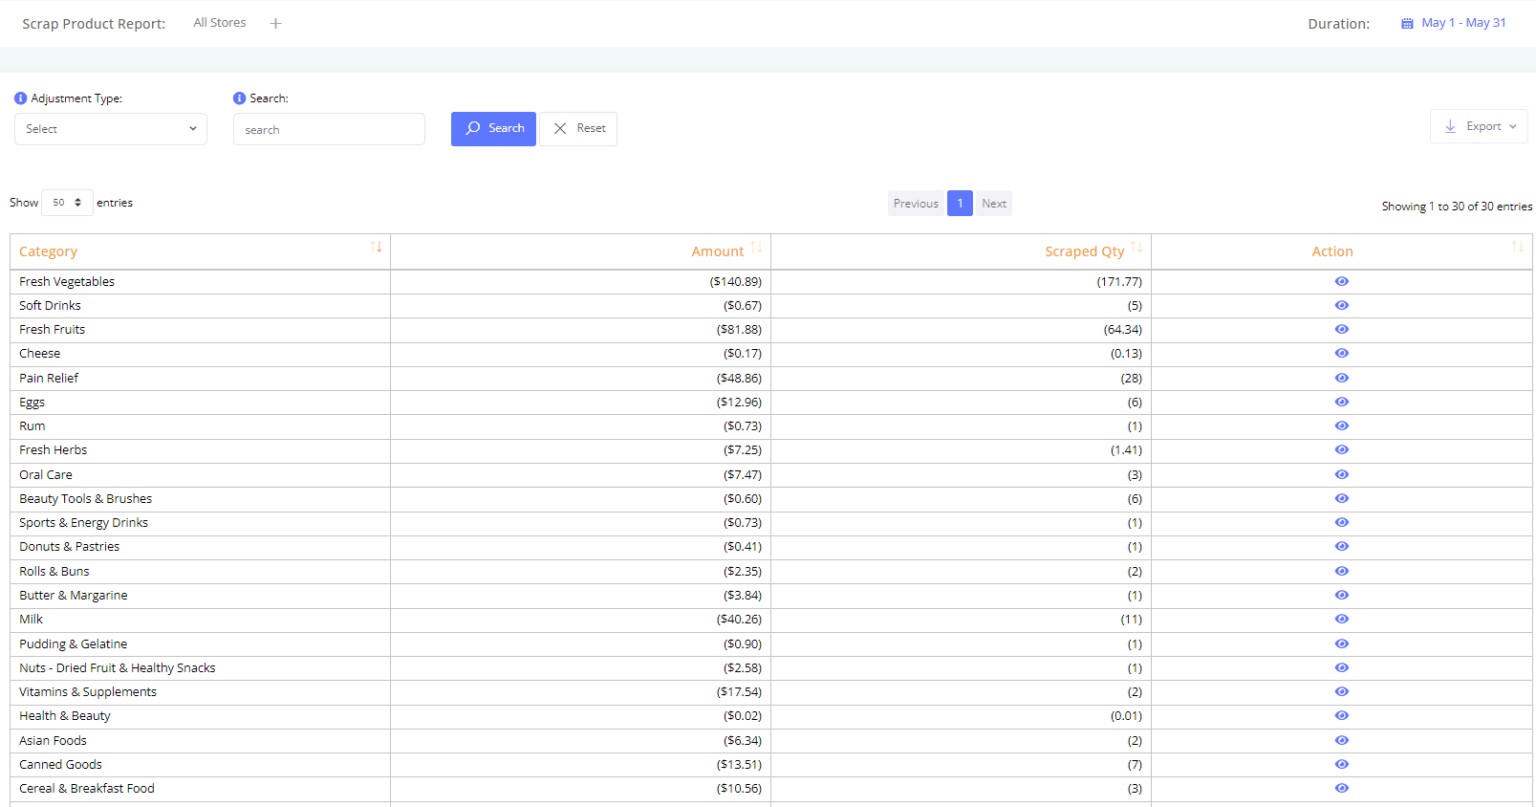 Scrap Product Report: All Stores + Duration: May 1 - May 31
Adjustment Type: Search:
Select search Search Reset Export
Show 50 entries Previous 1 Next Showing 1 to 30 of 30 entries
Category Amount Scraped Qty Action
Fresh Vegetables ($140.89) (171.77)
Soft Drinks ($0.67) (5)
Fresh Fruits ($81.88) (64.34)
Cheese ($0.17) (0.13)
Pain Relief ($48.86) (28)
Eggs ($12.96) (6)
Rum ($0.73) (1)
Fresh Herbs ($7.25) (1.41)
Oral Care ($7.47) (3)
Beauty Tools & Brushes ($0.60) (6)
Sports & Energy Drinks ($0.73) (1)
Donuts & Pastries ($0.41) (1)
Rolls & Buns ($2.35) (2)
Butter & Margarine ($3.84) (1)
Milk ($40.26) (11)
Pudding & Gelatine ($0.90) (1)
Nuts - Dried Fruit & Healthy Snacks ($2.58) (1)
Vitamins & Supplements ($17.54) (2)
Health & Beauty ($0.02) (0.01)
Asian Foods ($6.34) (2)
Canned Goods ($13.51) (7)
Cereal & Breakfast Food ($10.56) (3)